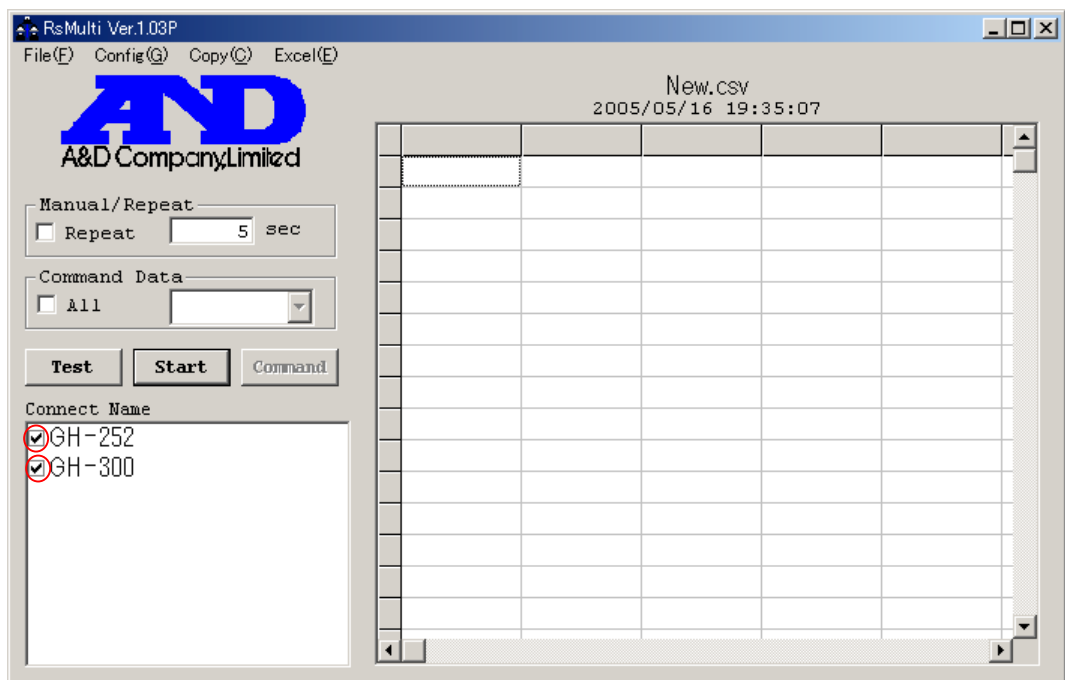 RsMulti Ver.1.03P
File(F) Config(G) Copy(C) Excel(E)
AND
A&D Company,Limited
New.csv
2005/05/16 19:35:07
Manual/Repeat
Repeat 5 sec
Command Data
All
Test Start Command
Connect Name
GH-252
GH-300